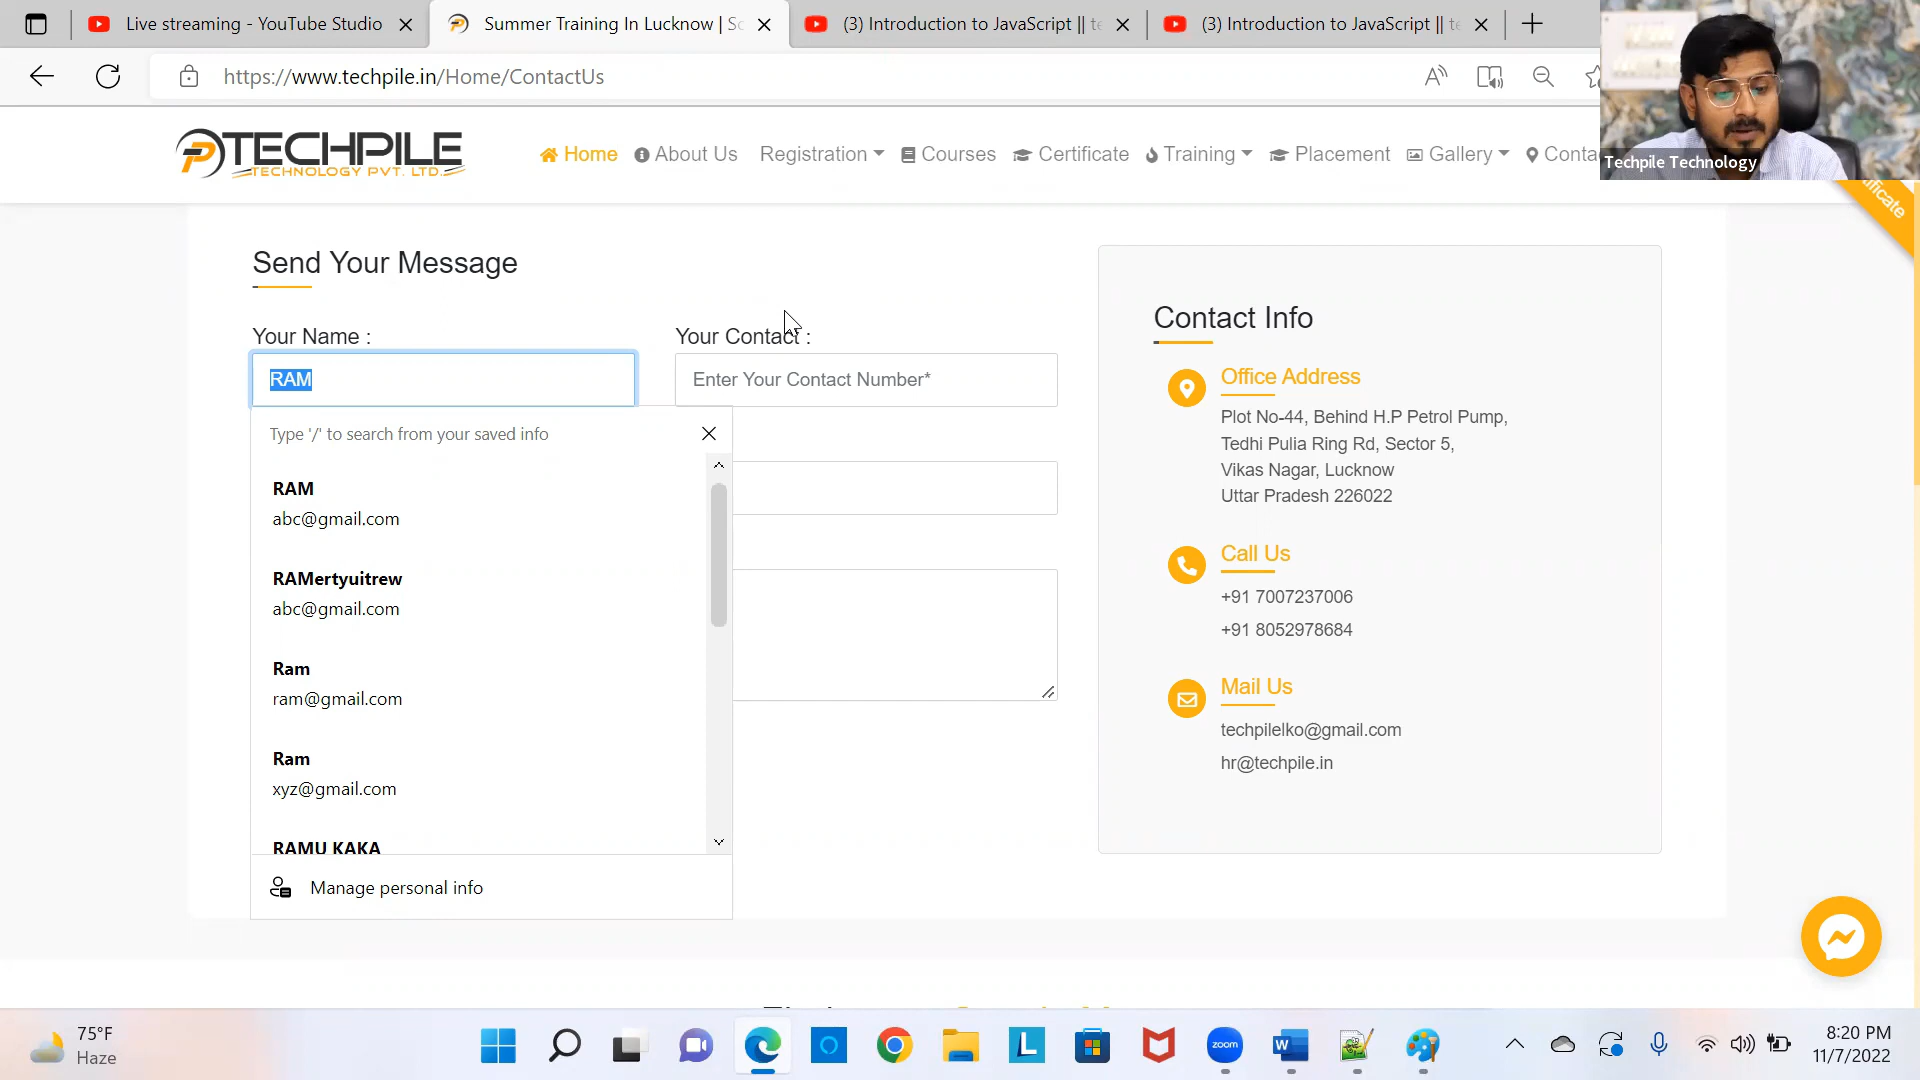 Live streaming - YouTube Studio
Summer Training In Lucknow | Sc
(3) Introduction to JavaScript || te
(3) Introduction to JavaScript || te
https://www.techpile.in/Home/ContactUs
TECHPILE
TECHNOLOGY PVT. LTD.
Home
About Us
Registration
Courses
Certificate
Training
Placement
Gallery
Conta
Techpile Technology
ificate
Send Your Message
Your Name :
RAM
Your Contact :
Enter Your Contact Number*
Type '/' to search from your saved info
RAM
abc@gmail.com
RAMertyuitrew
abc@gmail.com
Ram
ram@gmail.com
Ram
xyz@gmail.com
RAMU KAKA
Manage personal info
Contact Info
Office Address
Plot No-44, Behind H.P Petrol Pump,
Tedhi Pulia Ring Rd, Sector 5,
Vikas Nagar, Lucknow
Uttar Pradesh 226022
Call Us
+91 7007237006
+91 8052978684
Mail Us
techpilelko@gmail.com
hr@techpile.in
75°F
Haze
L
zoom
W
8:20 PM
11/7/2022